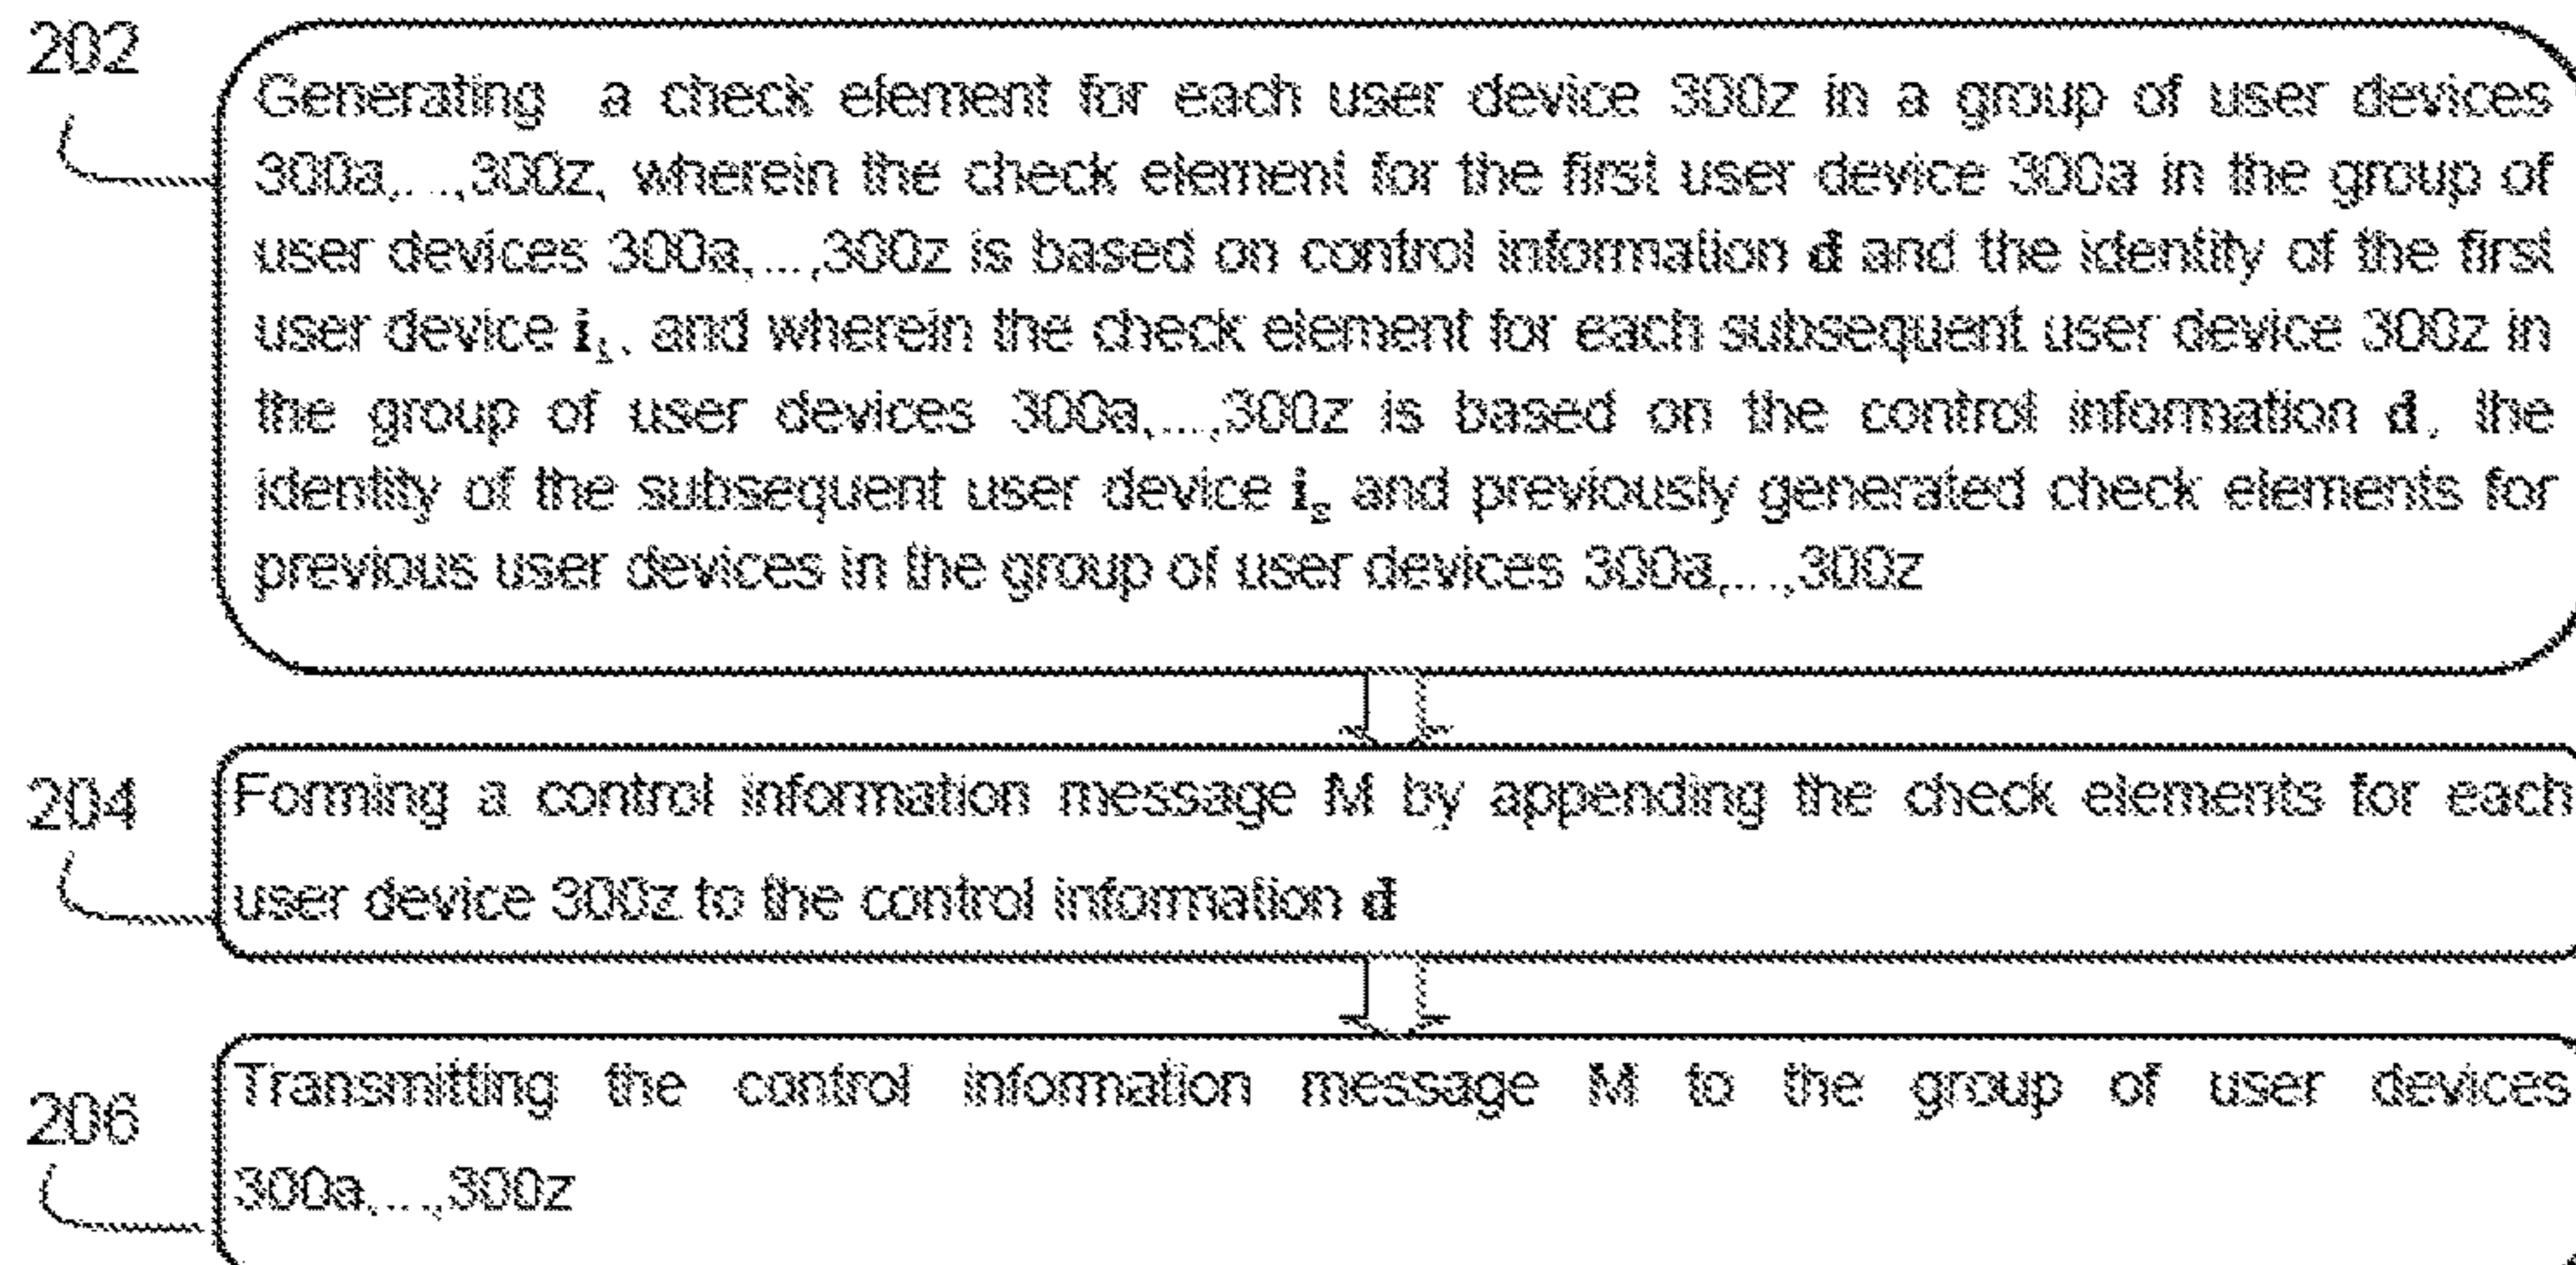 202
Generating a check element for each user device 300z in a group of user devices
300a,...,300z, wherein the check element for the first user device 300a in the group of
user devices 300a,...,300z is based on control information d and the identity of the first
user device i₁, and wherein the check element for each subsequent user device 300z in
the group of user devices 300a,...,300z is based on the control information d, the
identity of the subsequent user device iₛ and previously generated check elements for
previous user devices in the group of user devices 300a,...,300z
204
Forming a control information message M by appending the check elements for each
user device 300z to the control information d
206
Transmitting the control information message M to the group of user devices
300a,...,300z